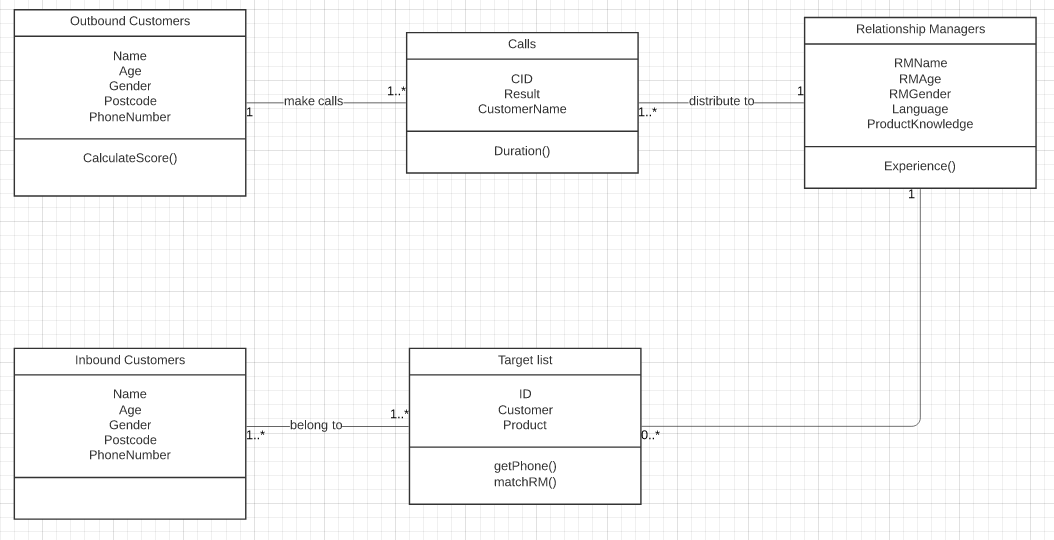 Outbound Customers
Name
Age
Gender
Postcode
PhoneNumber
CalculateScore()
1
make calls
1..*
Calls
CID
Result
CustomerName
Duration()
1..*
distribute to
1
Relationship Managers
RMName
RMAge
RMGender
Language
ProductKnowledge
Experience()
1
Inbound Customers
Name
Age
Gender
Postcode
PhoneNumber
1..*
belong to
1..*
Target list
ID
Customer
Product
getPhone()
matchRM()
0..*